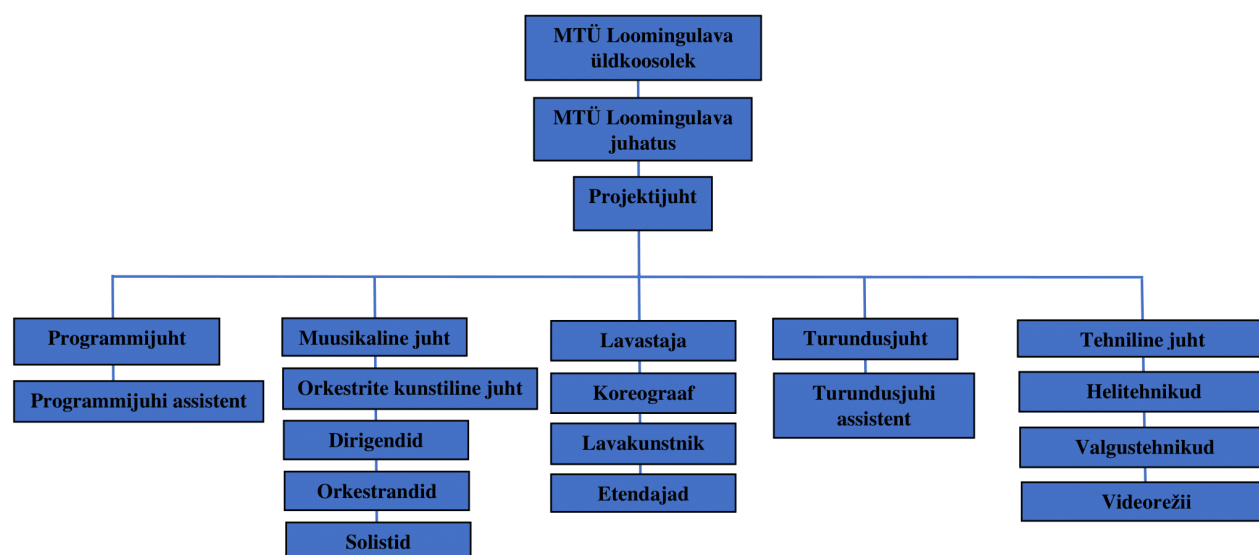 MTÜ Loomingulava
üldkoosolek
MTÜ Loomingulava
juhatus
Projektijuht
Programmijuht
Programmijuhi assistent
Muusikaline juht
Orkestrite kunstiline juht
Dirigendid
Orkestrandid
Solistid
Lavastaja
Koreograaf
Lavakunstnik
Etendajad
Turundusjuht
Turundusjuhi
assistent
Tehniline juht
Helitehnikud
Valgustehnikud
Videorežii